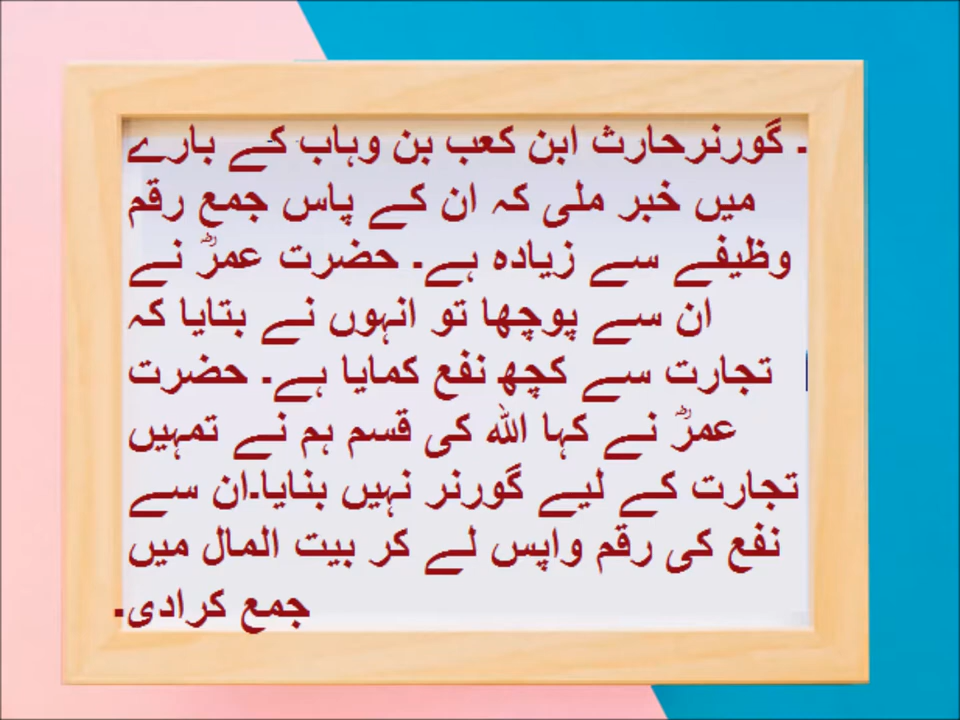 ۔ گورنرحارث ابن کعب بن وہاب کے بارے
میں خبر ملی کہ ان کے پاس جمع رقم
وظیفے سے زیادہ ہے۔ حضرت عمرؓ نے
ان سے پوچھا تو انہوں نے بتایا کہ
تجارت سے کچھ نفع کمایا ہے۔ حضرت
عمرؓ نے کہا اللہ کی قسم ہم نے تمہیں
تجارت کے لیے گورنر نہیں بنایا۔ان سے
نفع کی رقم واپس لے کر بیت المال میں
جمع کرادی۔